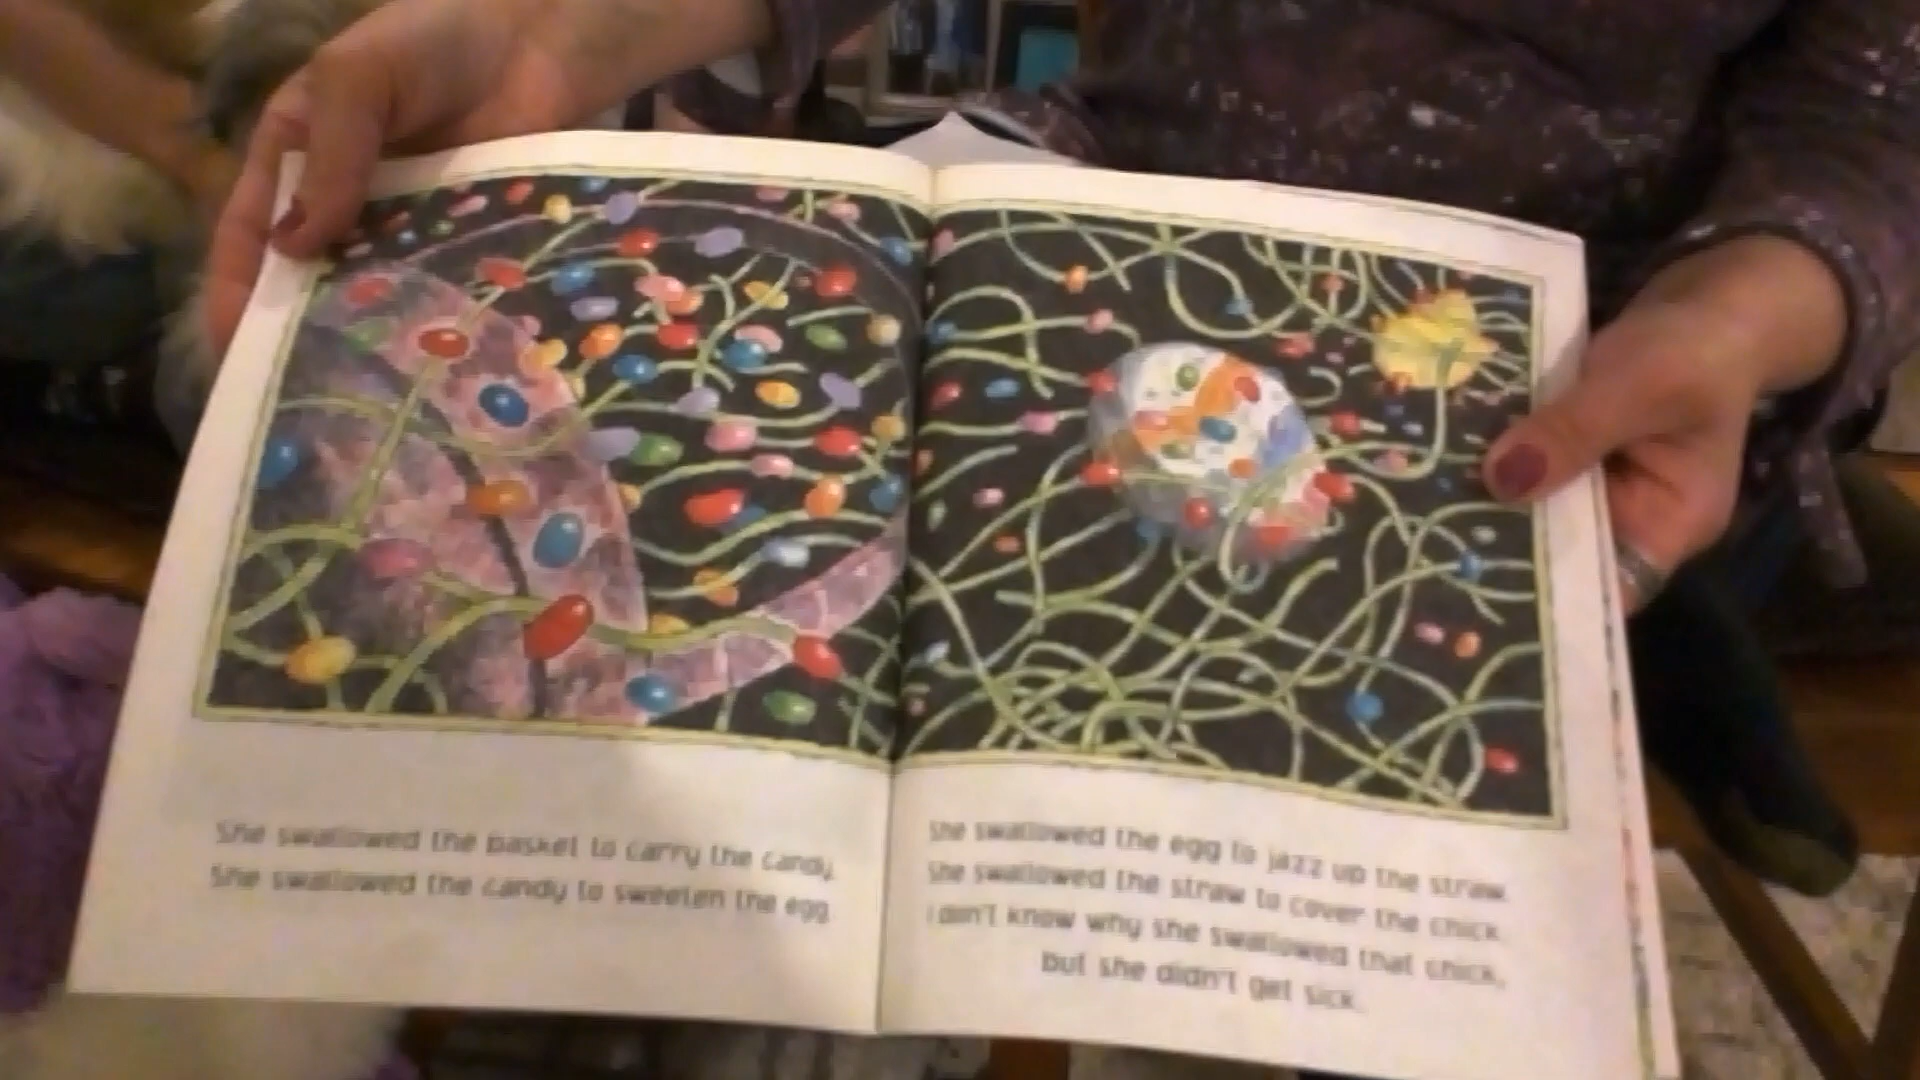 She swallowed the basket to carry the candy.
She swallowed the candy to sweeten the egg.
She swallowed the egg to jazz up the straw.
She swallowed the straw to cover the chick.
I don't know why she swallowed that chick,
but she didn't get sick.